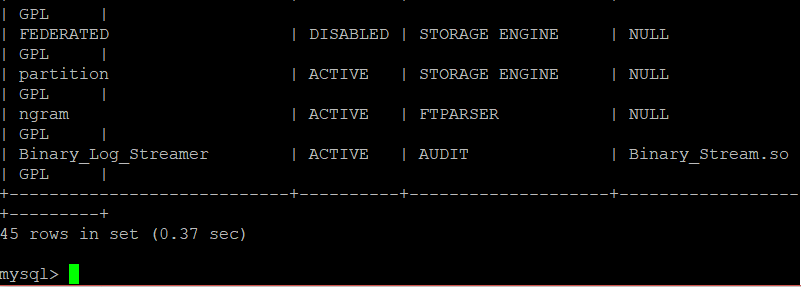 | GPL     |
| FEDERATED                  | DISABLED | STORAGE ENGINE     | NULL
| GPL     |
| partition                  | ACTIVE   | STORAGE ENGINE     | NULL
| GPL     |
| ngram                      | ACTIVE   | FTPARSER           | NULL
| GPL     |
| Binary_Log_Streamer        | ACTIVE   | AUDIT              | Binary_Stream.so
| GPL     |
+----------------------------+----------+--------------------+------------------
+---------+
45 rows in set (0.37 sec)
mysql>